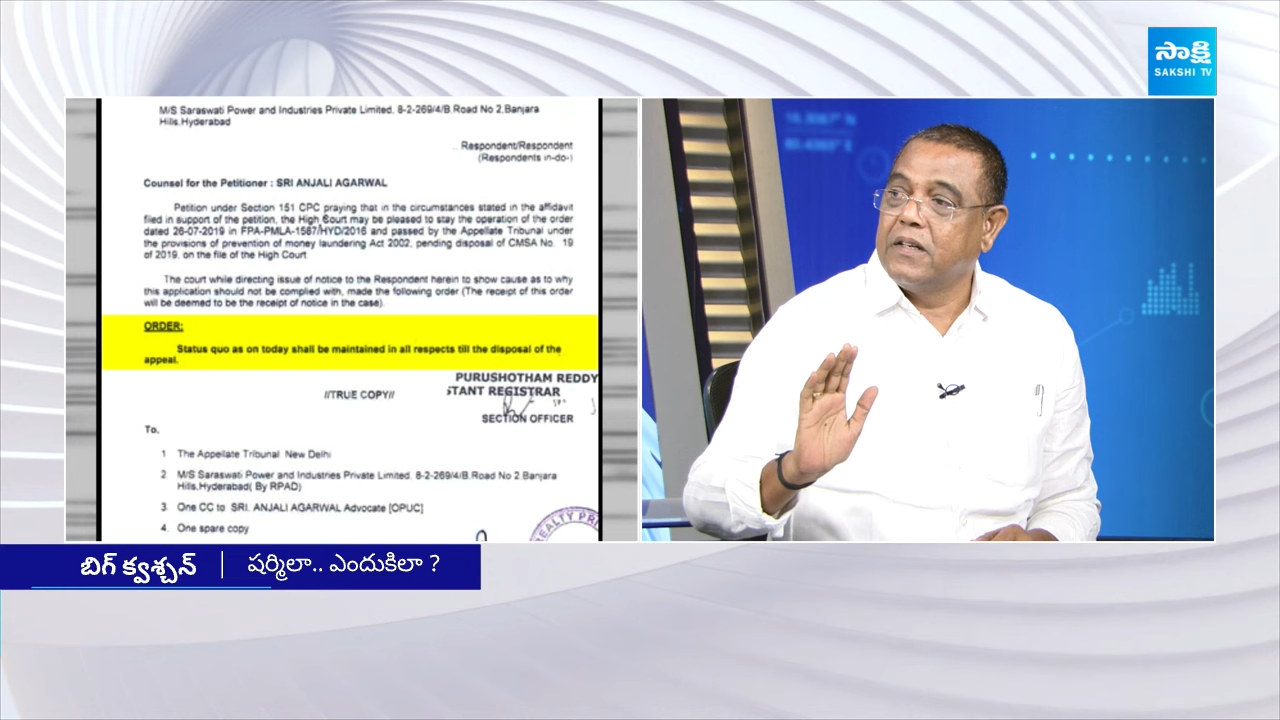 సాక్షి
SAKSHI TV
M/S Saraswati Power and Industries Private Limited. 8-2-269/4/B.Road No 2.Banjara
Hills.Hyderabad
.. Respondent/Respondent
(Respondents in-do-)
Counsel for the Petitioner : SRI ANJALI AGARWAL
Petition under Section 151 CPC praying that in the circumstances stated in the affidavit
filed in support of the petition, the High Court may be pleased to stay the operation of the order
dated 26-07-2019 in FPA-PMLA-1587/HYD/2016 and passed by the Appellate Tribunal under
the provisions of prevention of money laundering Act 2002, pending disposal of CMSA No. 19
of 2019, on the file of the High Court
The court while directing issue of notice to the Respondent herein to show cause as to why
this application should not be complied with, made the following order (The receipt of this order
will be deemed to be the receipt of notice in the case).
ORDER:
Status quo as on today shall be maintained in all respects till the disposal of the
appeal.
PURUSHOTHAM REDDY
STANT REGISTRAR
//TRUE COPY//
SECTION OFFICER
To.
1 The Appellate Tribunal New Delhi
2. M/S Saraswati Power and Industries Private Limited 8-2-269/4/B.Road No 2.Banjara
Hills.Hyderabad( By RPAD)
3. One CC to SRI. ANJALI AGARWAL Advocate [OPUC]
4. One spare copy
REALTY PRI
16.3067° N
80.4365° E
బిగ్ క్వశ్చన్ | షర్మిలా.. ఎందుకిలా ?